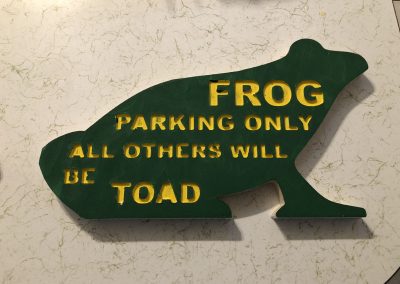 FROG
PARKING ONLY
ALL OTHERS WILL
BE TOAD